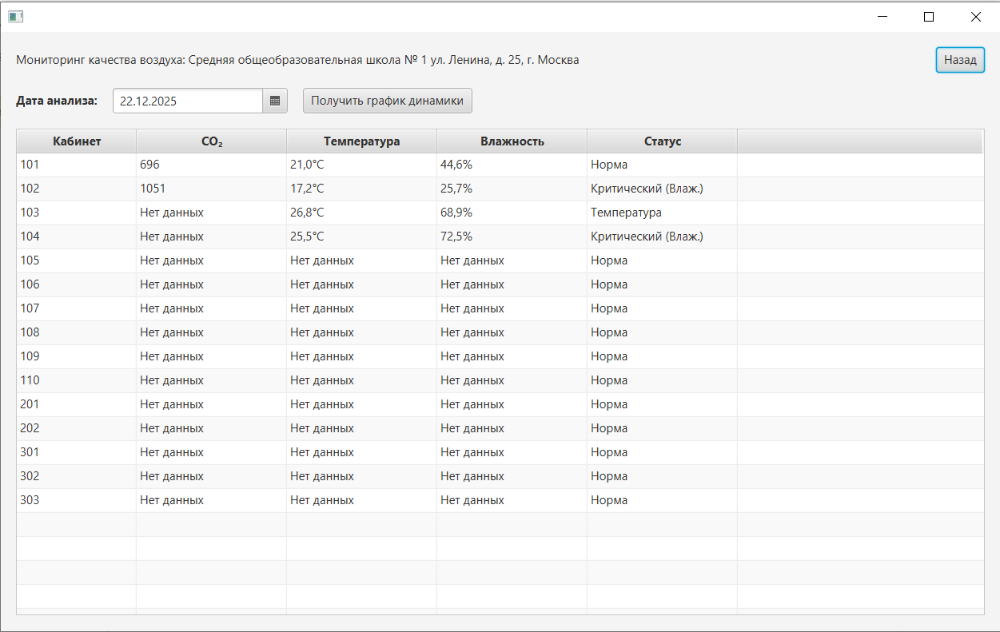 Мониторинг качества воздуха: Средняя общеобразовательная школа № 1 ул. Ленина, д. 25, г. Москва
Назад
Дата анализа: 22.12.2025 Получить график динамики
Кабинет CO₂ Температура Влажность Статус
101 696 21,0°C 44,6% Норма
102 1051 17,2°C 25,7% Критический (Влаж.)
103 Нет данных 26,8°C 68,9% Температура
104 Нет данных 25,5°C 72,5% Критический (Влаж.)
105 Нет данных Нет данных Нет данных Норма
106 Нет данных Нет данных Нет данных Норма
107 Нет данных Нет данных Нет данных Норма
108 Нет данных Нет данных Нет данных Норма
109 Нет данных Нет данных Нет данных Норма
110 Нет данных Нет данных Нет данных Норма
201 Нет данных Нет данных Нет данных Норма
202 Нет данных Нет данных Нет данных Норма
301 Нет данных Нет данных Нет данных Норма
302 Нет данных Нет данных Нет данных Норма
303 Нет данных Нет данных Нет данных Норма